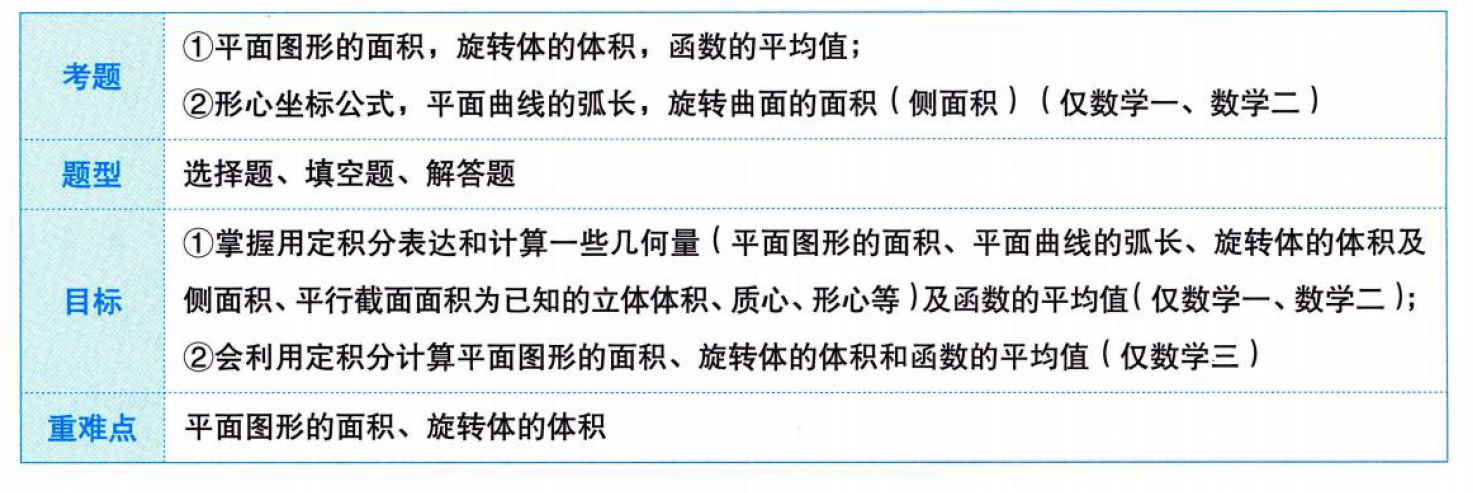 考题
①平面图形的面积，旋转体的体积，函数的平均值；
②形心坐标公式，平面曲线的弧长，旋转曲面的面积（侧面积）（仅数学一、数学二）
题型
选择题、填空题、解答题
目标
①掌握用定积分表达和计算一些几何量（平面图形的面积、平面曲线的弧长、旋转体的体积及
侧面积、平行截面面积为已知的立体体积、质心、形心等）及函数的平均值（仅数学一、数学二）；
②会利用定积分计算平面图形的面积、旋转体的体积和函数的平均值（仅数学三）
重难点
平面图形的面积、旋转体的体积